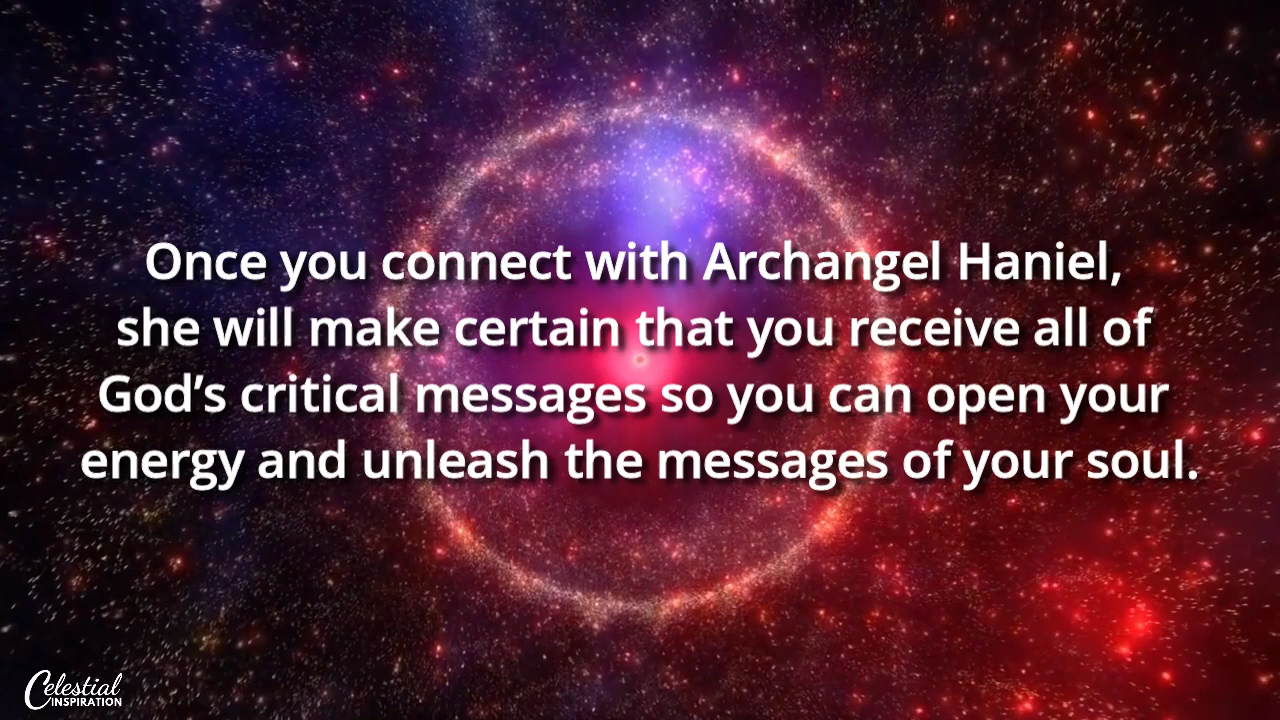 Once you connect with Archangel Haniel,
she will make certain that you receive all of
God’s critical messages so you can open your
energy and unleash the messages of your soul.
Celestial
INSPIRATION